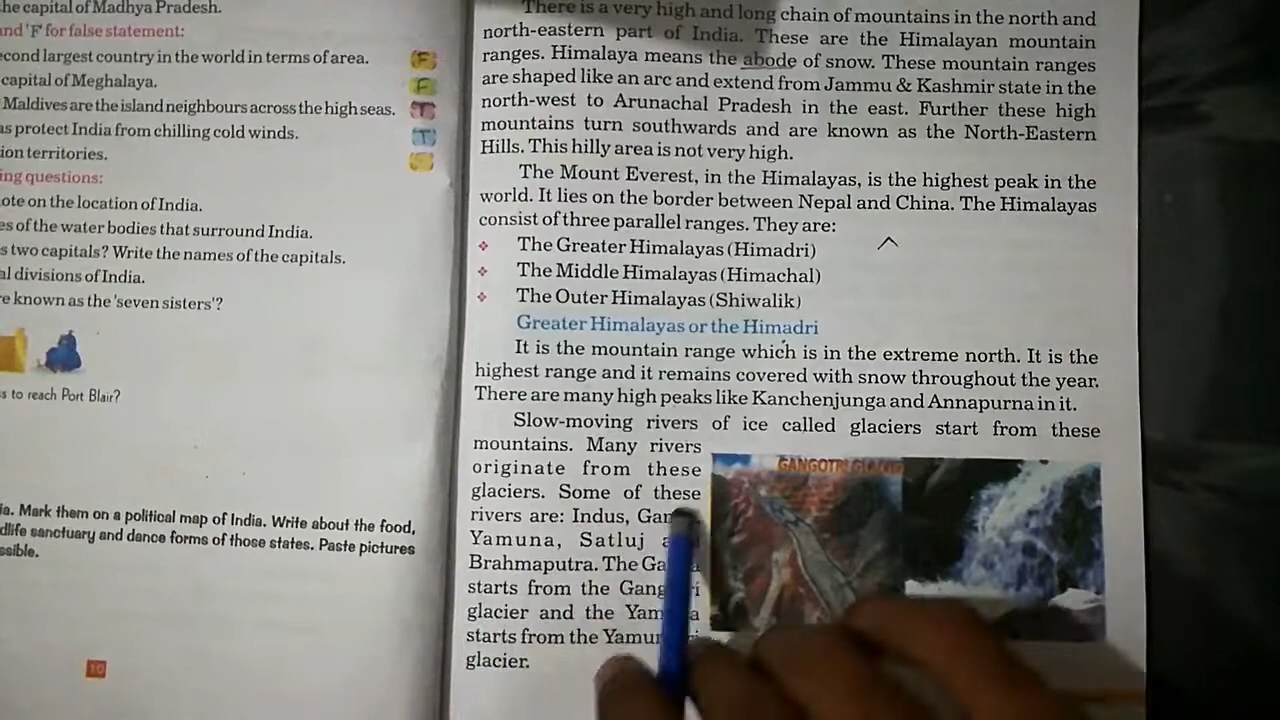 he capital of Madhya Pradesh.
and 'F' for false statement:
econd largest country in the world in terms of area. F
capital of Meghalaya. F
Maldives are the island neighbours across the high seas. T
as protect India from chilling cold winds. T
ion territories.
ing questions:
ote on the location of India.
es of the water bodies that surround India.
s two capitals? Write the names of the capitals.
al divisions of India.
re known as the 'seven sisters'?
s to reach Port Blair?
ia. Mark them on a political map of India. Write about the food,
dlife sanctuary and dance forms of those states. Paste pictures
ssible.
10
There is a very high and long chain of mountains in the north and
north-eastern part of India. These are the Himalayan mountain
ranges. Himalaya means the abode of snow. These mountain ranges
are shaped like an arc and extend from Jammu & Kashmir state in the
north-west to Arunachal Pradesh in the east. Further these high
mountains turn southwards and are known as the North-Eastern
Hills. This hilly area is not very high.
The Mount Everest, in the Himalayas, is the highest peak in the
world. It lies on the border between Nepal and China. The Himalayas
consist of three parallel ranges. They are:
❖ The Greater Himalayas (Himadri)
❖ The Middle Himalayas (Himachal)
❖ The Outer Himalayas (Shiwalik)
Greater Himalayas or the Himadri
It is the mountain range which is in the extreme north. It is the
highest range and it remains covered with snow throughout the year.
There are many high peaks like Kanchenjunga and Annapurna in it.
Slow-moving rivers of ice called glaciers start from these
mountains. Many rivers
originate from these
glaciers. Some of these
rivers are: Indus,
Yamuna, Satluj
Brahmaputra. The
starts from the
glacier and the
starts from the
glacier.
GANGOTRI GLACIER